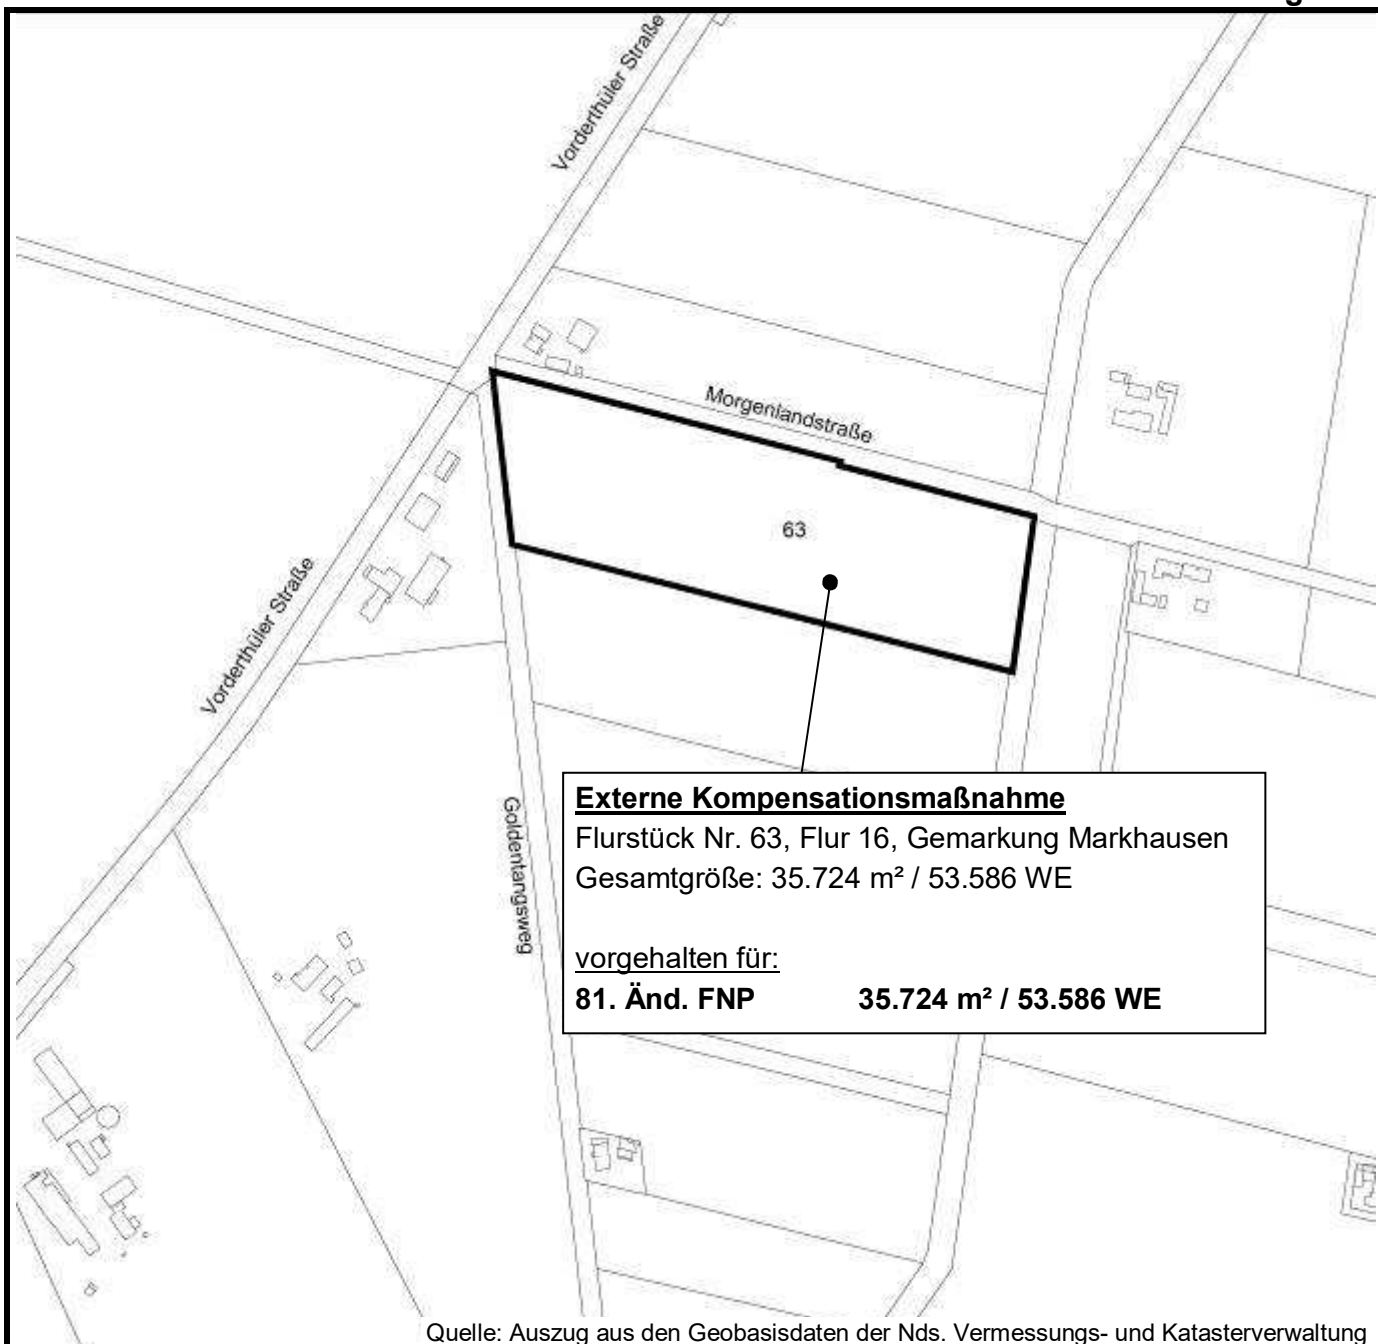 Vorderthüler Straße
Morgenlandstraße
63
Vorderthüler Straße
Goldentangsweg
Externe Kompensationsmaßnahme
Flurstück Nr. 63, Flur 16, Gemarkung Markhausen
Gesamtgröße: 35.724 m² / 53.586 WE
vorgehalten für:
81. Änd. FNP 35.724 m² / 53.586 WE
Quelle: Auszug aus den Geobasisdaten der Nds. Vermessungs- und Katasterverwaltung